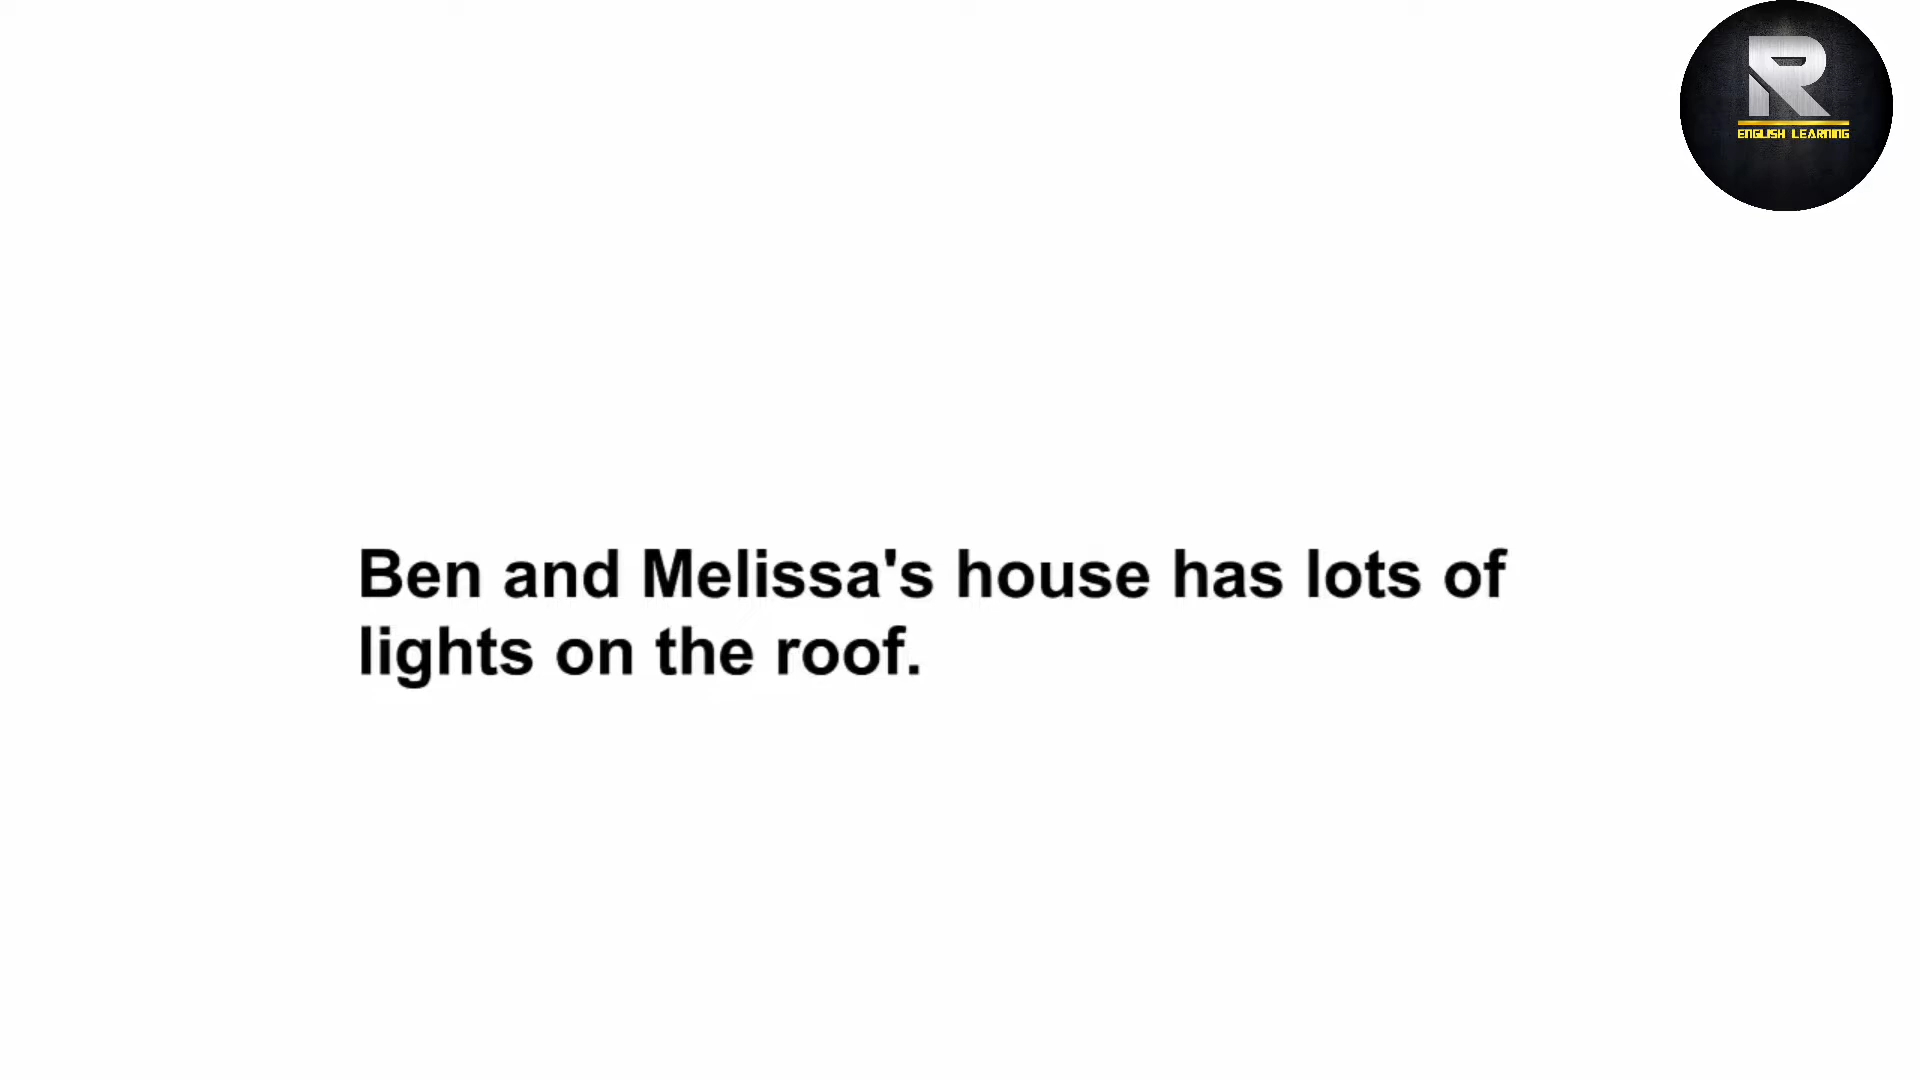 R
ENGLISH LEARNING
Ben and Melissa's house has lots of
lights on the roof.